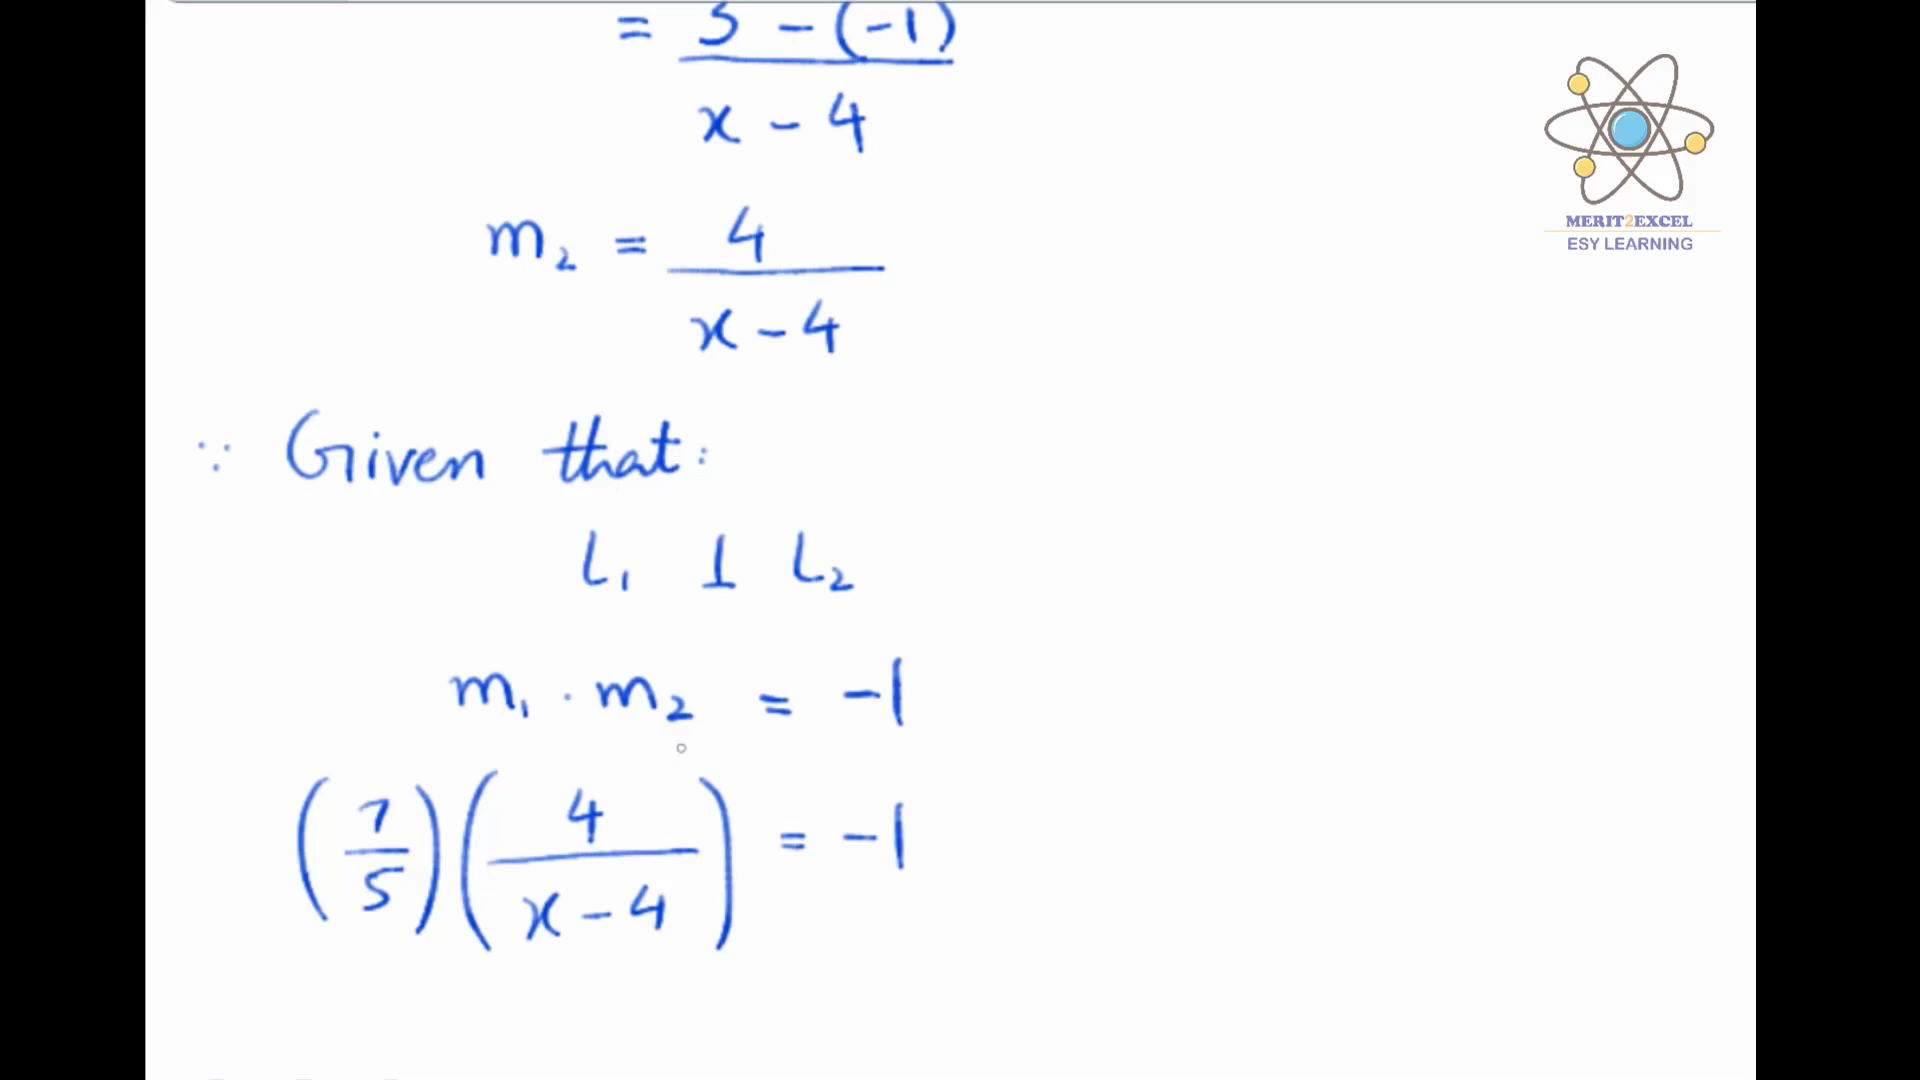 = 3 - (-1)
x - 4
m₂ = 4
x - 4
∵ Given that:
L₁ ⊥ L₂
m₁ · m₂ = -1
(7/5)(4/x-4) = -1
MERIT2EXCEL
ESY LEARNING